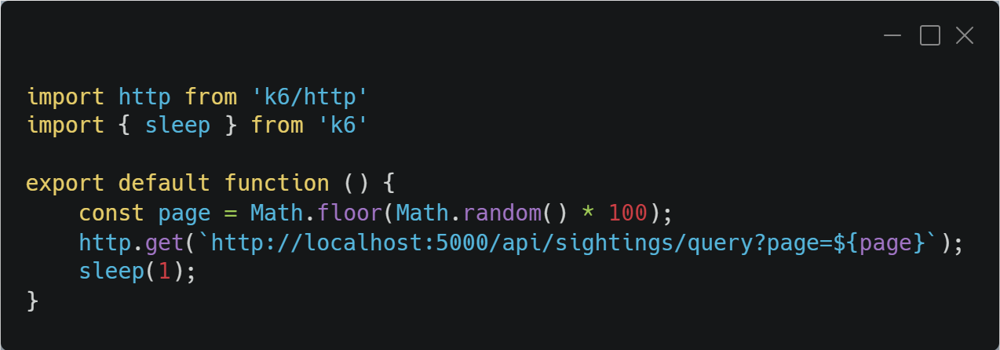 import http from 'k6/http'
import { sleep } from 'k6'

export default function () {
    const page = Math.floor(Math.random() * 100);
    http.get(`http://localhost:5000/api/sightings/query?page=${page}`);
    sleep(1);
}